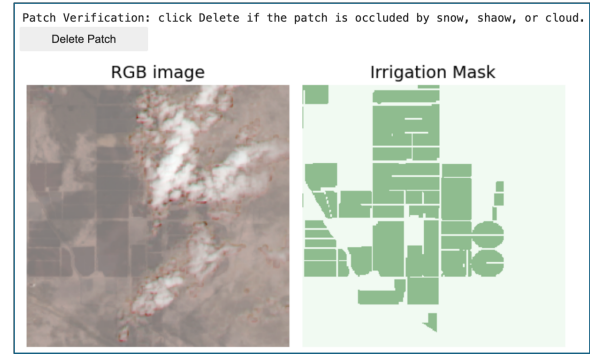 Patch Verification: click Delete if the patch is occluded by snow, shaow, or cloud.
Delete Patch
RGB image
Irrigation Mask